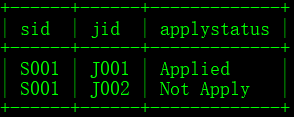 sid jid applystatus
S001 J001 Applied
S001 J002 Not Apply